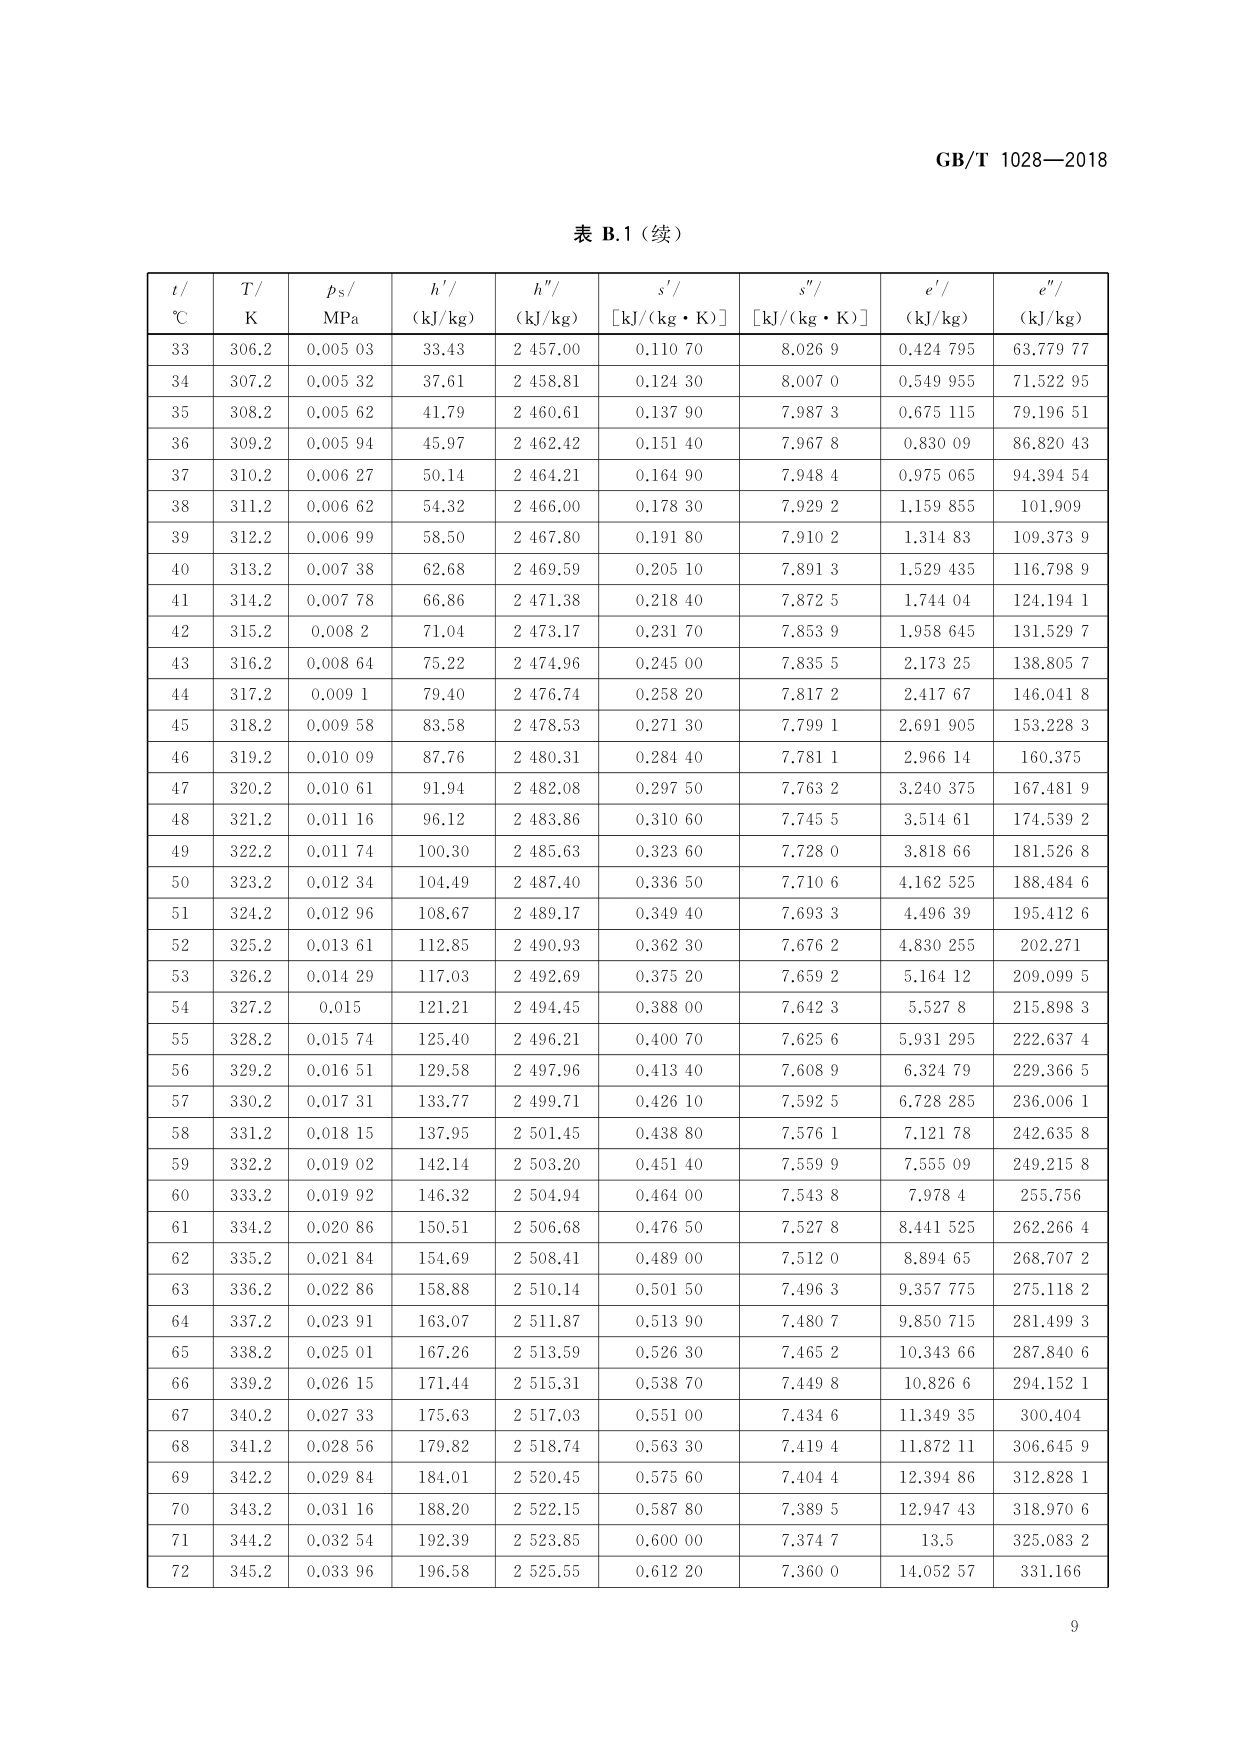 GB/T 1028—2018
表 B.1（续）
t/ T/ pS/ h′/ h″/ s′/ s″/ e′/ e″/
℃ K MPa (kJ/kg) (kJ/kg) [kJ/(kg·K)] [kJ/(kg·K)] (kJ/kg) (kJ/kg)
33 306.2 0.005 03 33.43 2 457.00 0.110 70 8.026 9 0.424 795 63.779 77
34 307.2 0.005 32 37.61 2 458.81 0.124 30 8.007 0 0.549 955 71.522 95
35 308.2 0.005 62 41.79 2 460.61 0.137 90 7.987 3 0.675 115 79.196 51
36 309.2 0.005 94 45.97 2 462.42 0.151 40 7.967 8 0.830 09 86.820 43
37 310.2 0.006 27 50.14 2 464.21 0.164 90 7.948 4 0.975 065 94.394 54
38 311.2 0.006 62 54.32 2 466.00 0.178 30 7.929 2 1.159 855 101.909
39 312.2 0.006 99 58.50 2 467.80 0.191 80 7.910 2 1.314 83 109.373 9
40 313.2 0.007 38 62.68 2 469.59 0.205 10 7.891 3 1.529 435 116.798 9
41 314.2 0.007 78 66.86 2 471.38 0.218 40 7.872 5 1.744 04 124.194 1
42 315.2 0.008 2 71.04 2 473.17 0.231 70 7.853 9 1.958 645 131.529 7
43 316.2 0.008 64 75.22 2 474.96 0.245 00 7.835 5 2.173 25 138.805 7
44 317.2 0.009 1 79.40 2 476.74 0.258 20 7.817 2 2.417 67 146.041 8
45 318.2 0.009 58 83.58 2 478.53 0.271 30 7.799 1 2.691 905 153.228 3
46 319.2 0.010 09 87.76 2 480.31 0.284 40 7.781 1 2.966 14 160.375
47 320.2 0.010 61 91.94 2 482.08 0.297 50 7.763 2 3.240 375 167.481 9
48 321.2 0.011 16 96.12 2 483.86 0.310 60 7.745 5 3.514 61 174.539 2
49 322.2 0.011 74 100.30 2 485.63 0.323 60 7.728 0 3.818 66 181.526 8
50 323.2 0.012 34 104.49 2 487.40 0.336 50 7.710 6 4.162 525 188.484 6
51 324.2 0.012 96 108.67 2 489.17 0.349 40 7.693 3 4.496 39 195.412 6
52 325.2 0.013 61 112.85 2 490.93 0.362 30 7.676 2 4.830 255 202.271
53 326.2 0.014 29 117.03 2 492.69 0.375 20 7.659 2 5.164 12 209.099 5
54 327.2 0.015 121.21 2 494.45 0.388 00 7.642 3 5.527 8 215.898 3
55 328.2 0.015 74 125.40 2 496.21 0.400 70 7.625 6 5.931 295 222.637 4
56 329.2 0.016 51 129.58 2 497.96 0.413 40 7.608 9 6.324 79 229.366 5
57 330.2 0.017 31 133.77 2 499.71 0.426 10 7.592 5 6.728 285 236.006 1
58 331.2 0.018 15 137.95 2 501.45 0.438 80 7.576 1 7.121 78 242.635 8
59 332.2 0.019 02 142.14 2 503.20 0.451 40 7.559 9 7.555 09 249.215 8
60 333.2 0.019 92 146.32 2 504.94 0.464 00 7.543 8 7.978 4 255.756
61 334.2 0.020 86 150.51 2 506.68 0.476 50 7.527 8 8.441 525 262.266 4
62 335.2 0.021 84 154.69 2 508.41 0.489 00 7.512 0 8.894 65 268.707 2
63 336.2 0.022 86 158.88 2 510.14 0.501 50 7.496 3 9.357 775 275.118 2
64 337.2 0.023 91 163.07 2 511.87 0.513 90 7.480 7 9.850 715 281.499 3
65 338.2 0.025 01 167.26 2 513.59 0.526 30 7.465 2 10.343 66 287.840 6
66 339.2 0.026 15 171.44 2 515.31 0.538 70 7.449 8 10.826 6 294.152 1
67 340.2 0.027 33 175.63 2 517.03 0.551 00 7.434 6 11.349 35 300.404
68 341.2 0.028 56 179.82 2 518.74 0.563 30 7.419 4 11.872 11 306.645 9
69 342.2 0.029 84 184.01 2 520.45 0.575 60 7.404 4 12.394 86 312.828 1
70 343.2 0.031 16 188.20 2 522.15 0.587 80 7.389 5 12.947 43 318.970 6
71 344.2 0.032 54 192.39 2 523.85 0.600 00 7.374 7 13.5 325.083 2
72 345.2 0.033 96 196.58 2 525.55 0.612 20 7.360 0 14.052 57 331.166
9